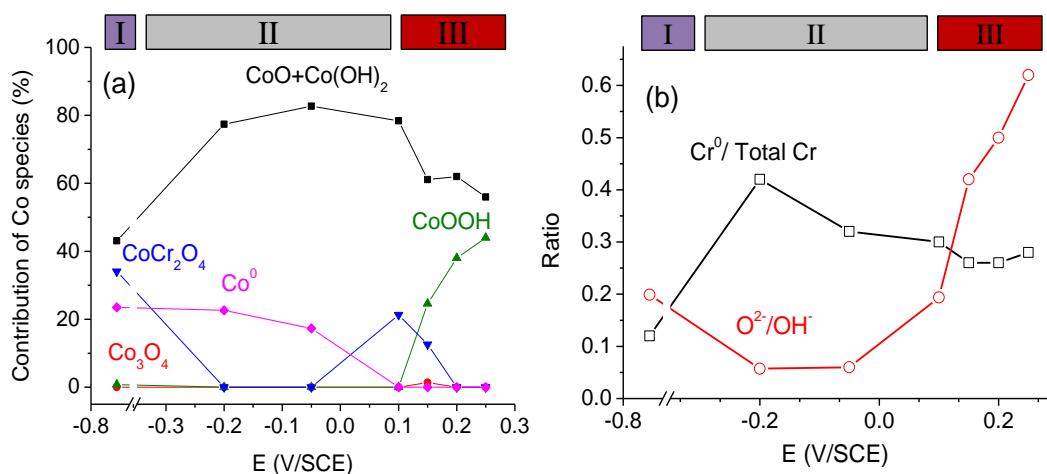 I II III
(a)
CoO+Co(OH)₂
CoOOH
CoCr₂O₄
Co⁰
Co₃O₄
Contribution of Co species (%)
100
80
60
40
20
0
-0.8 -0.2 -0.1 0.0 0.1 0.2 0.3
E (V/SCE)
I II III
(b)
Cr⁰/ Total Cr
O²⁻/OH⁻
Ratio
0.6
0.5
0.4
0.3
0.2
0.1
0.0
-0.8 -0.2 0.0 0.2
E (V/SCE)